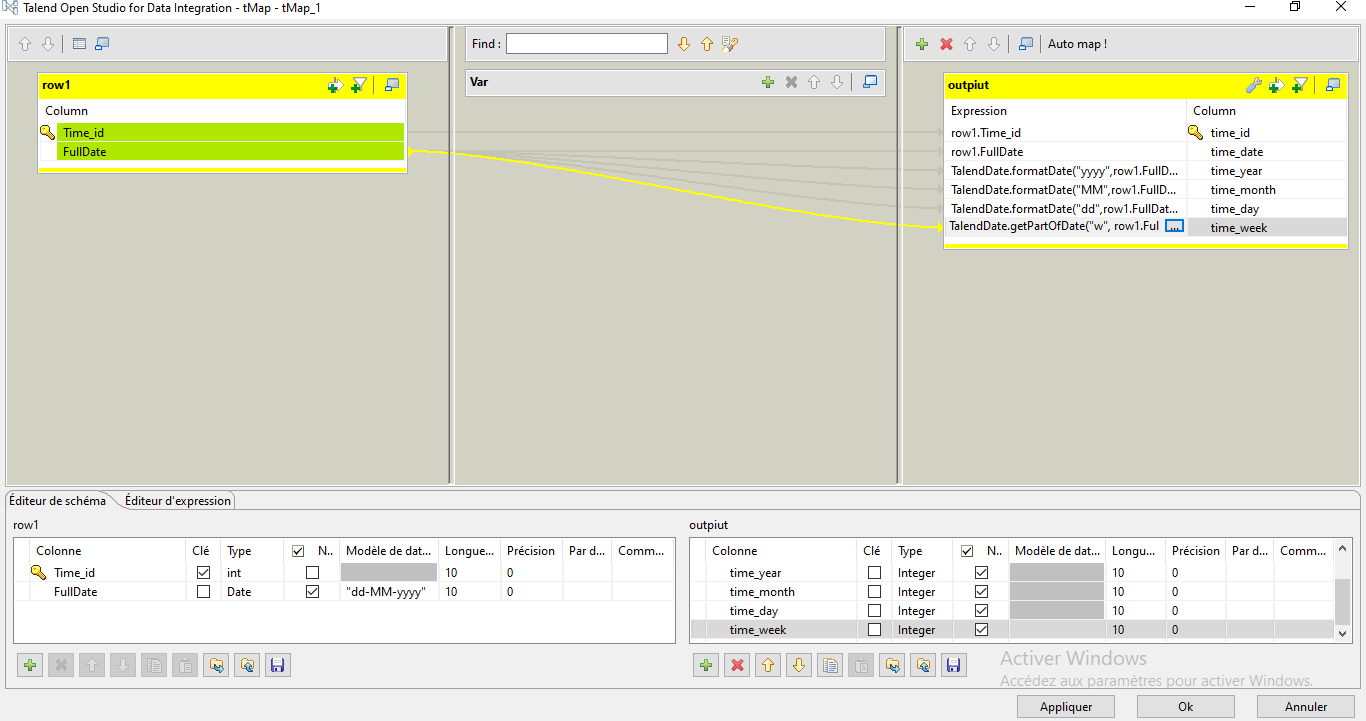 Talend Open Studio for Data Integration - tMap - tMap_1
Find :
Auto map !
row1
Column
Time_id
FullDate
Var
outpiut
Expression Column
row1.Time_id time_id
row1.FullDate time_date
TalendDate.formatDate("yyyy",row1.FullD... time_year
TalendDate.formatDate("MM",row1.FullD... time_month
TalendDate.formatDate("dd",row1.FullDat... time_day
TalendDate.getPartOfDate("w", row1.Ful ... time_week
Éditeur de schéma Éditeur d'expression
row1
Colonne Clé Type N.. Modèle de dat... Longue... Précision Par d... Comm...
Time_id int 10 0
FullDate Date "dd-MM-yyyy" 10 0
outpiut
Colonne Clé Type N.. Modèle de dat... Longu... Précision Par d... Comm...
time_year Integer 10 0
time_month Integer 10 0
time_day Integer 10 0
time_week Integer 10 0
Activer Windows
Accédez aux paramètres pour activer Windows.
Appliquer Ok Annuler